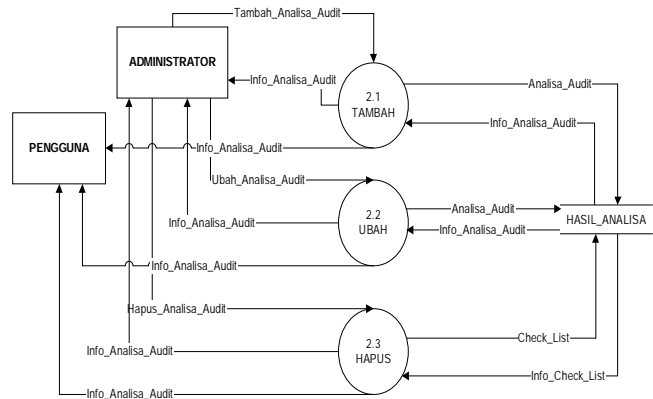 Tambah_Analisa_Audit
ADMINISTRATOR
Info_Analisa_Audit
2.1
TAMBAH
Analisa_Audit
Info_Analisa_Audit
PENGGUNA
Info_Analisa_Audit
Ubah_Analisa_Audit
2.2
UBAH
Analisa_Audit
Info_Analisa_Audit
HASIL_ANALISA
Info_Analisa_Audit
Info_Analisa_Audit
Hapus_Analisa_Audit
2.3
HAPUS
Check_List
Info_Analisa_Audit
Info_Check_List
Info_Analisa_Audit